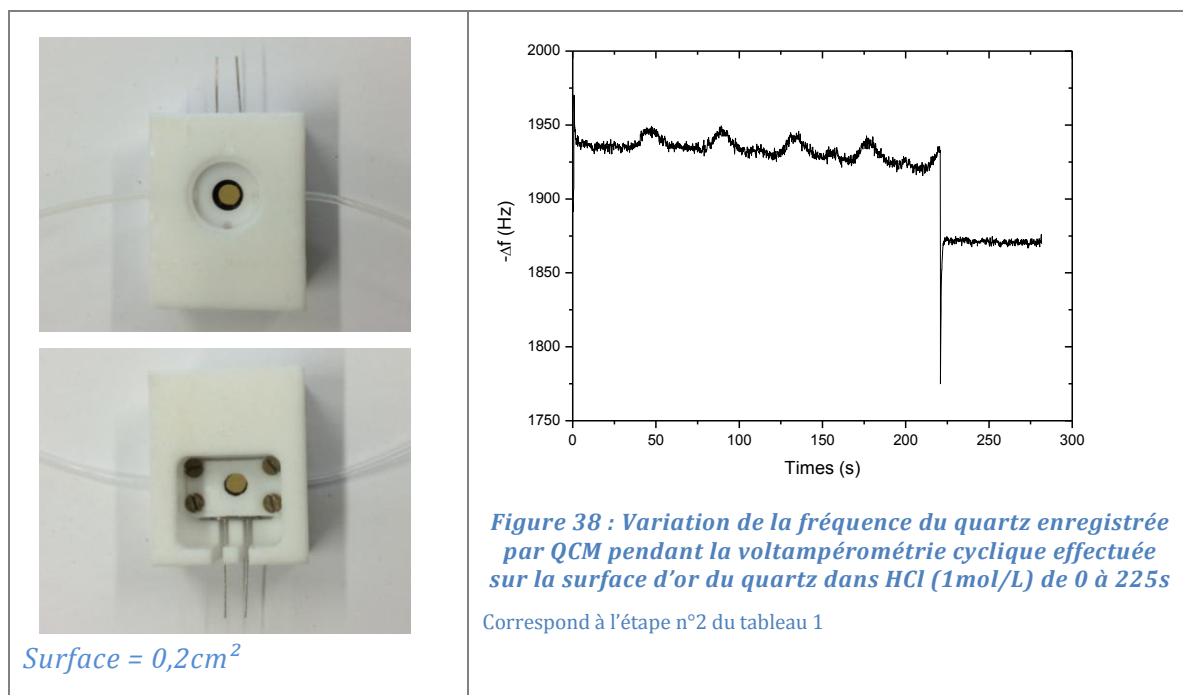 Surface = 0,2cm²
2000
1950
1900
1850
1800
1750
-Δf (Hz)
0
50
100
150
200
250
300
Times (s)
Figure 38 : Variation de la fréquence du quartz enregistrée
par QCM pendant la voltampérométrie cyclique effectuée
sur la surface d'or du quartz dans HCl (1mol/L) de 0 à 225s
Correspond à l'étape n°2 du tableau 1